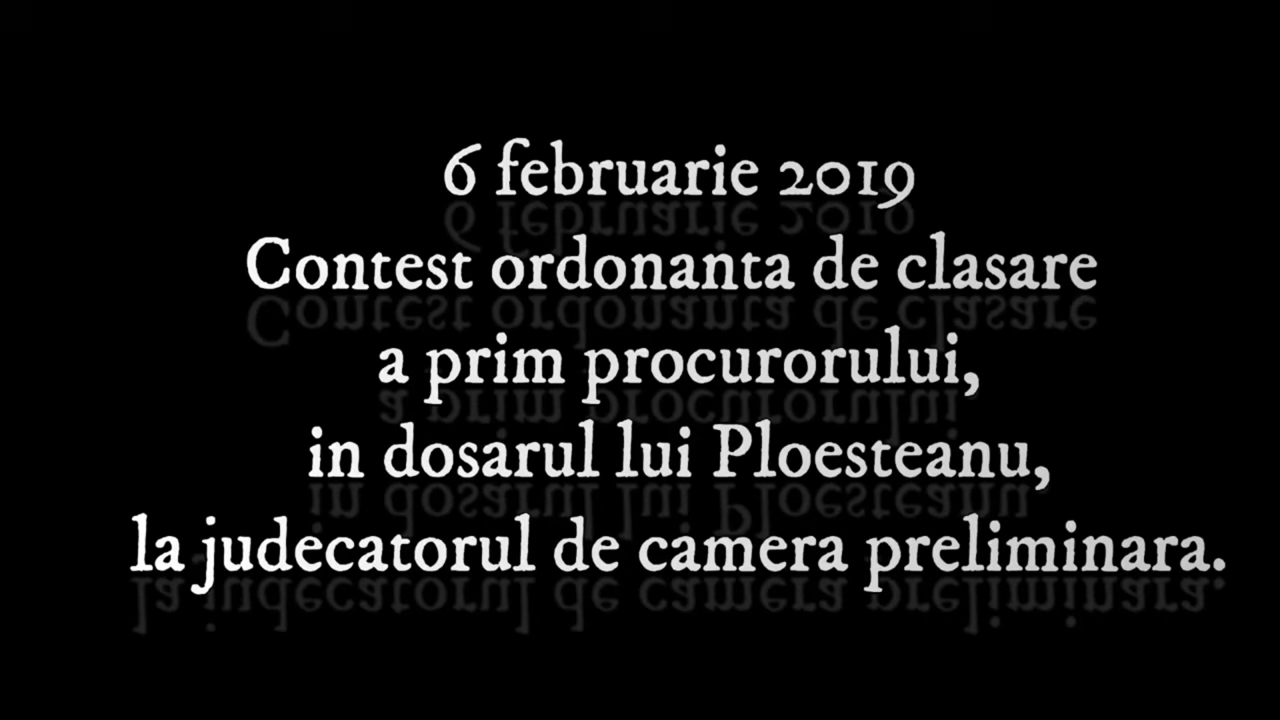 6 februarie 2019
Contest ordonanta de clasare
a prim procurorului,
in dosarul lui Ploesteanu,
la judecatorul de camera preliminara.